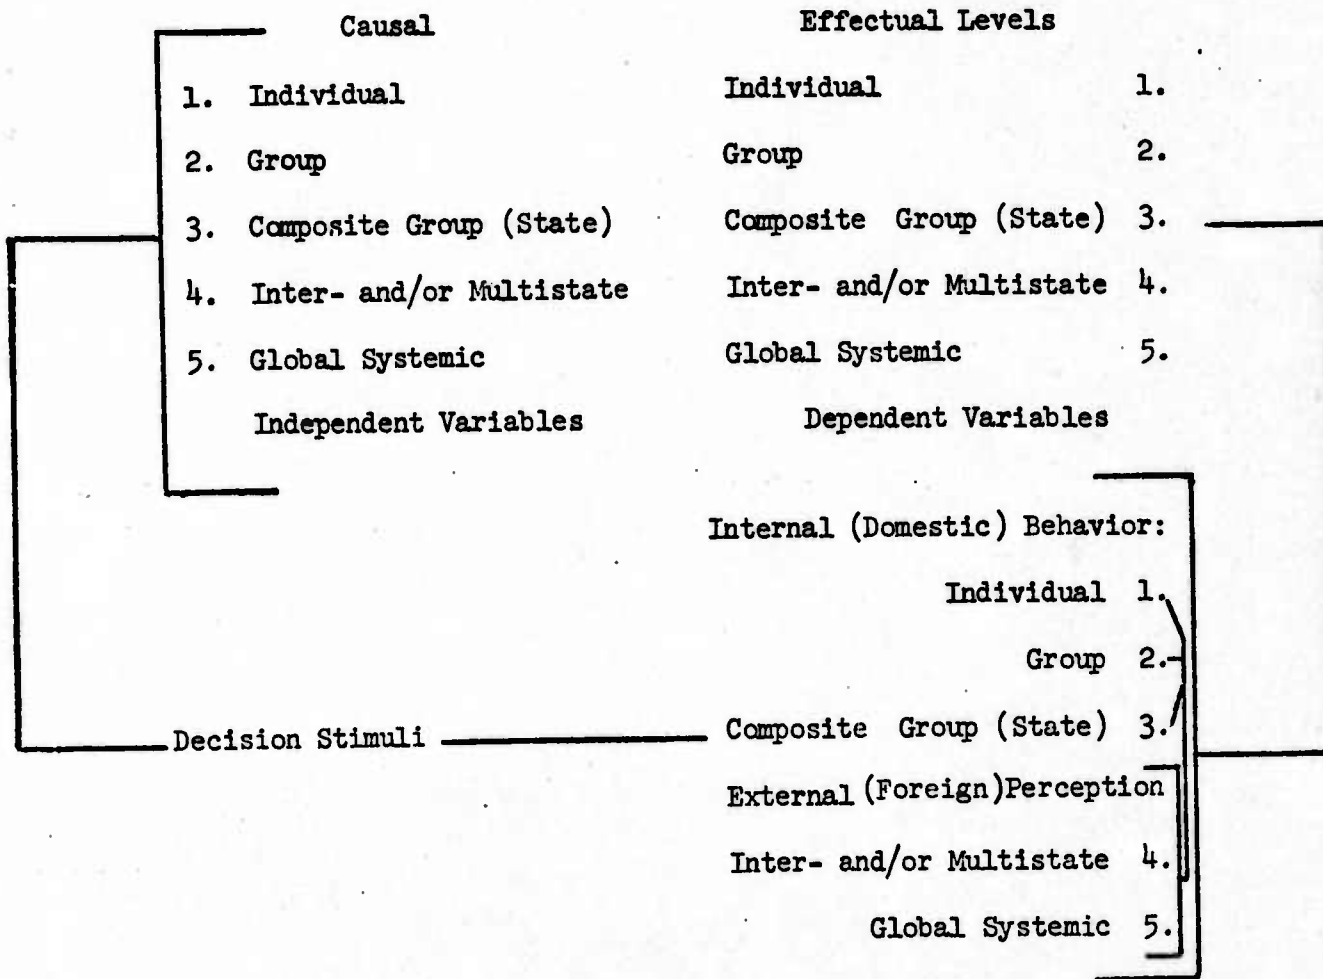 Causal Effectual Levels
1. Individual Individual 1.
2. Group Group 2.
3. Composite Group (State) Composite Group (State) 3.
4. Inter- and/or Multistate Inter- and/or Multistate 4.
5. Global Systemic Global Systemic 5.
Independent Variables Dependent Variables
Internal (Domestic) Behavior:
Individual 1.
Group 2.
Decision Stimuli Composite Group (State) 3.
External (Foreign)Perception
Inter- and/or Multistate 4.
Global Systemic 5.